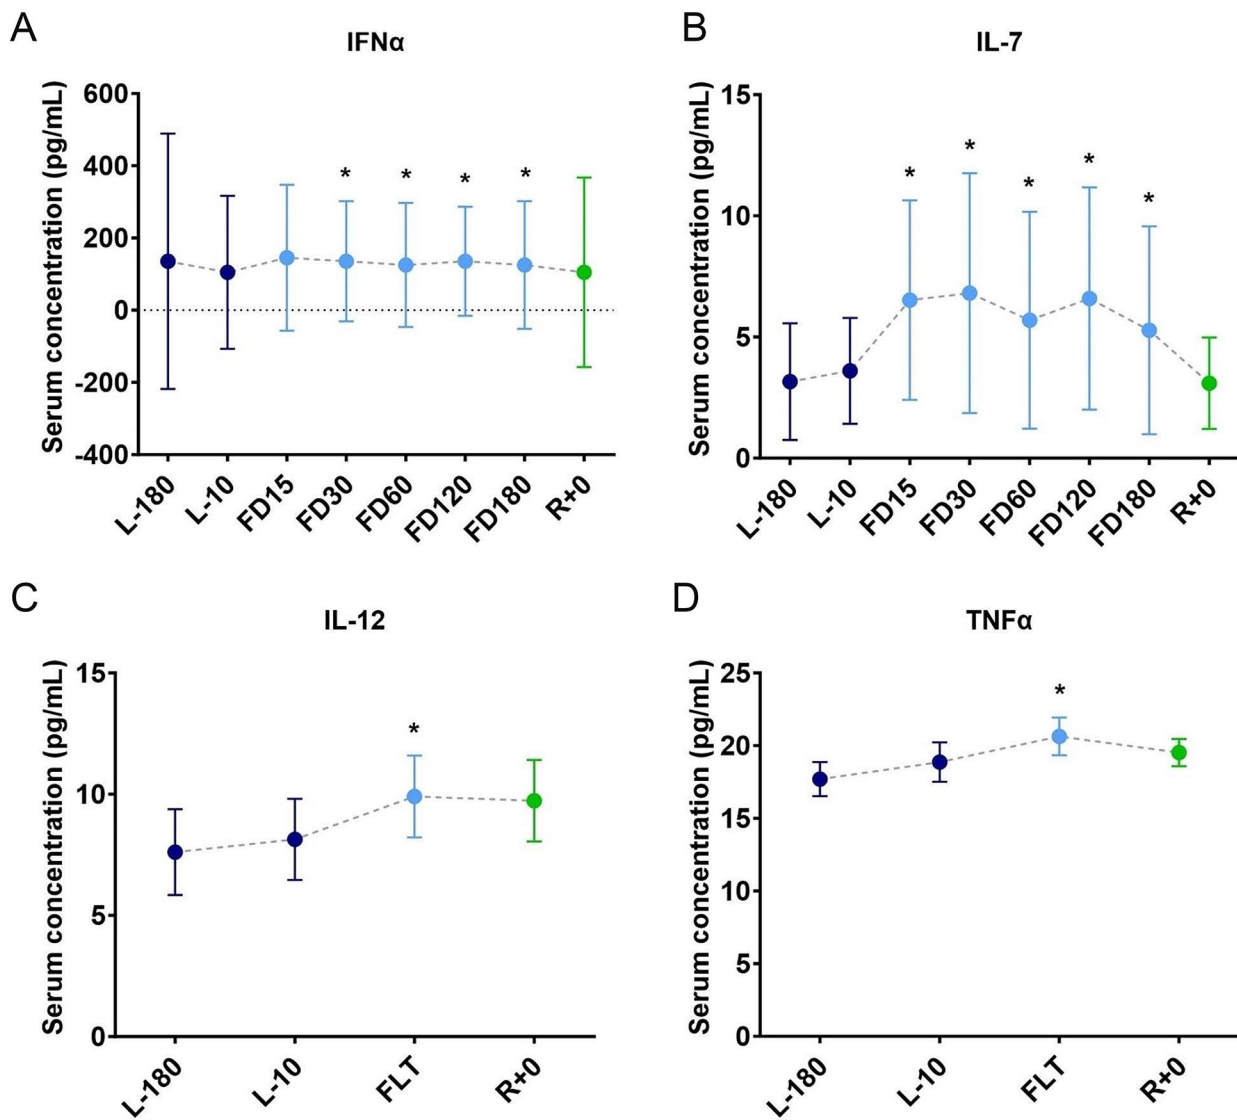 A
IFNα
Serum concentration (pg/mL)
600
400
200
0
-200
-400
* * * *
L-180 L-10 FD15 FD30 FD60 FD120 FD180 R+0
B
IL-7
Serum concentration (pg/mL)
15
10
5
0
* * * * *
L-180 L-10 FD15 FD30 FD60 FD120 FD180 R+0
C
IL-12
Serum concentration (pg/mL)
15
10
5
0
*
L-180 L-10 FLT R+0
D
TNFα
Serum concentration (pg/mL)
25
20
15
10
5
0
*
L-180 L-10 FLT R+0